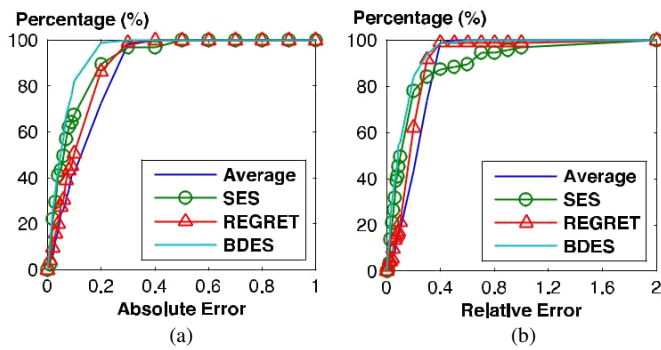 Percentage (%)
100
80
60
40
20
0
0
0.2
0.4
0.6
0.8
1
Absolute Error
Average
SES
REGRET
BDES
(a)
Percentage (%)
100
80
60
40
20
0
0
0.4
0.8
1.2
1.6
2
Relative Error
Average
SES
REGRET
BDES
(b)